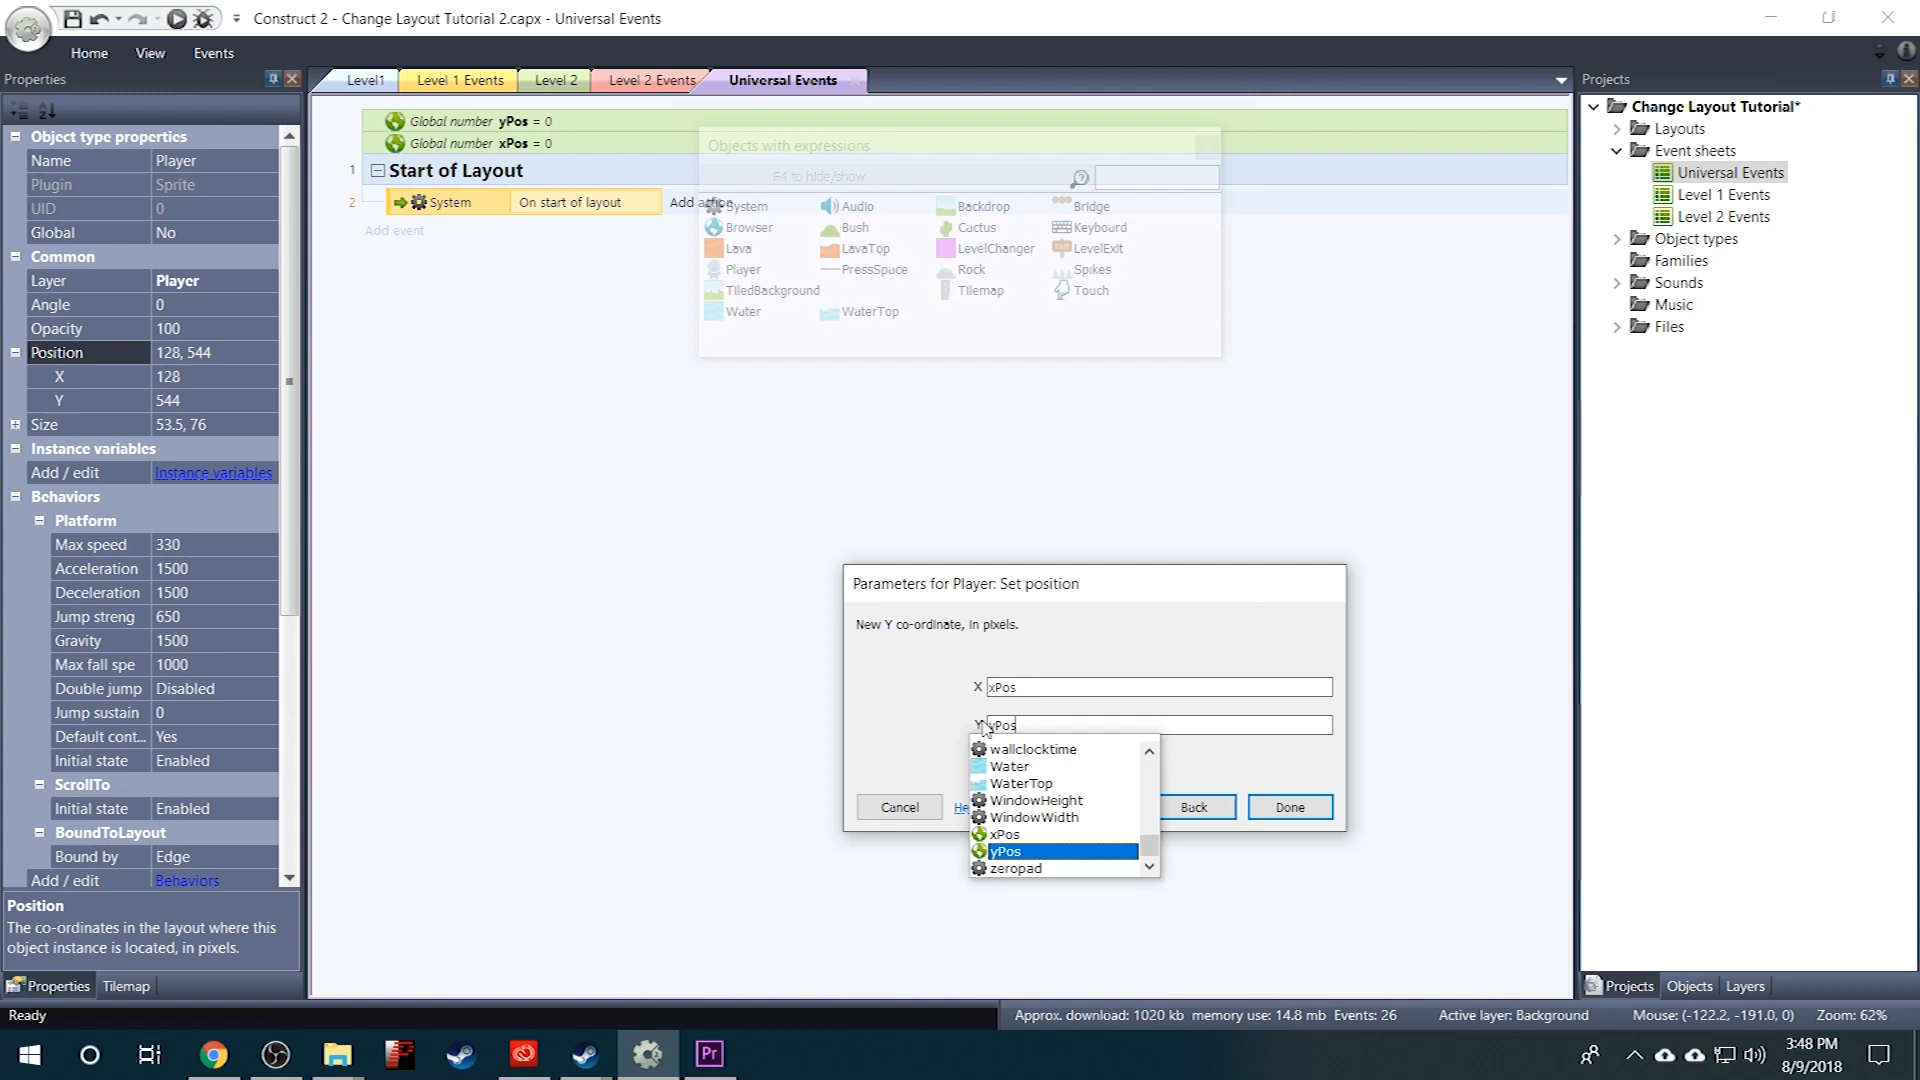 Construct 2 - Change Layout Tutorial 2.capx - Universal Events
Home View Events
Properties
Object type properties
Name Player
Plugin Sprite
UID 0
Global No
Common
Layer Player
Angle 0
Opacity 100
Position 128, 544
X 128
Y 544
Size 53.5, 76
Instance variables
Add / edit Instance variables
Behaviors
Platform
Max speed 330
Acceleration 1500
Deceleration 1500
Jump streng 650
Gravity 1500
Max fall spe 1000
Double jump Disabled
Jump sustain 0
Default cont... Yes
Initial state Enabled
ScrollTo
Initial state Enabled
BoundToLayout
Bound by Edge
Add / edit Behaviors
Position
The co-ordinates in the layout where this
object instance is located, in pixels.
Properties Tilemap
Level1 Level 1 Events Level 2 Level 2 Events Universal Events
Global number yPos = 0
Global number xPos = 0
1 Start of Layout
2 System On start of layout Add action
Add event
Objects with expressions
F4 to hide/show
System Audio Backdrop Bridge
Browser Bush Cactus Keyboard
Lava LavaTop LevelChanger LevelExit
Player PressSpace Rock Spikes
TiledBackground Tilemap Touch
Water WaterTop
Parameters for Player: Set position
New Y co-ordinate, in pixels.
X xPos
Y yPos
wallclocktime
Water
WaterTop
WindowHeight
WindowWidth
xPos
yPos
zeropad
Cancel He Back Done
Projects
Change Layout Tutorial*
Layouts
Event sheets
Universal Events
Level 1 Events
Level 2 Events
Object types
Families
Sounds
Music
Files
Projects Objects Layers
Ready
Approx. download: 1020 kb memory use: 14.8 mb Events: 26 Active layer: Background Mouse: (-122.2, -191.0, 0) Zoom: 62%
Pr
3:48 PM
8/9/2018